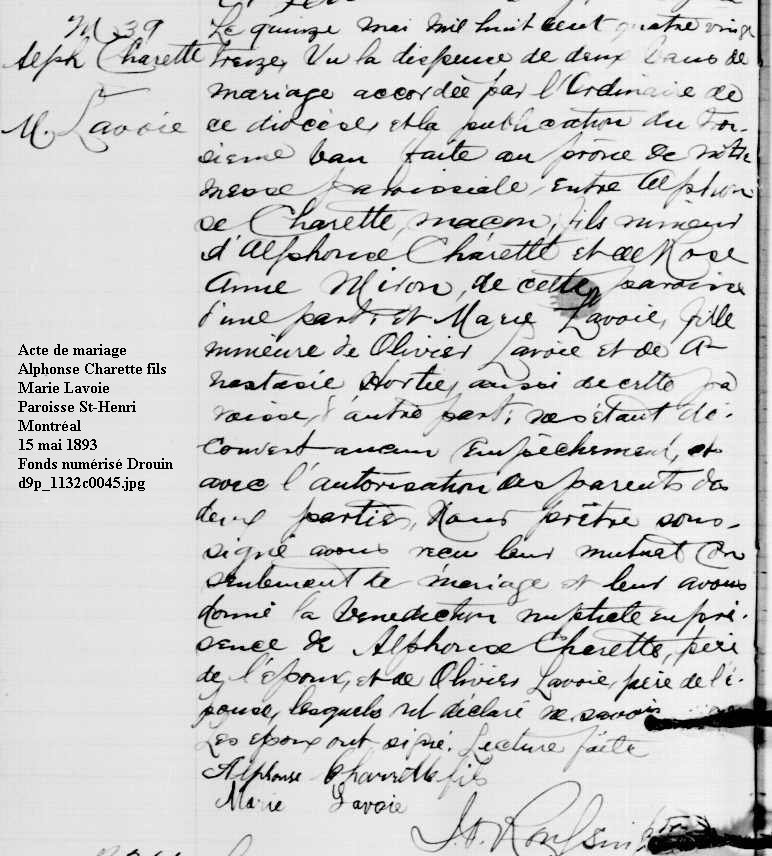 M 39
Alph Charette
M. Lavoie
Le quinze mai mil huit cent quatre vingt
treize, Vu la dispense de deux bans de
mariage accordée par l'Ordinaire de
ce diocèse, et la publication du troi-
sième ban faite au prône de notre
messe paroissiale, entre Alphon
se Charette, maçon, fils mineur
d'Alphonse Charette et de Rose
Anne Miron, de cette paroisse
d'une part; et Marie Lavoie, fille
mineure de Olivier Lavoie et de A-
nastasie Hortie, aussi de cette pa
roisse, d'autre part; ne s'étant dé-
couvert aucun empêchement, et
avec l'autorisation des parents des
deux parties, Nous prêtre sous-
signé avons reçu leur mutuel con
sentement de mariage et leur avons
donné la bénédiction nuptiale en pré-
sence de Alphonse Charette, père
de l'époux, et de Olivier Lavoie, père de l'é-
pouse, lesquels ont déclaré ne savoir
Les époux ont signé. Lecture faite
Alphonse Charrette fils
Marie Lavoie
Acte de mariage
Alphonse Charette fils
Marie Lavoie
Paroisse St-Henri
Montréal
15 mai 1893
Fonds numérisé Drouin
d9p_1132c0045.jpg